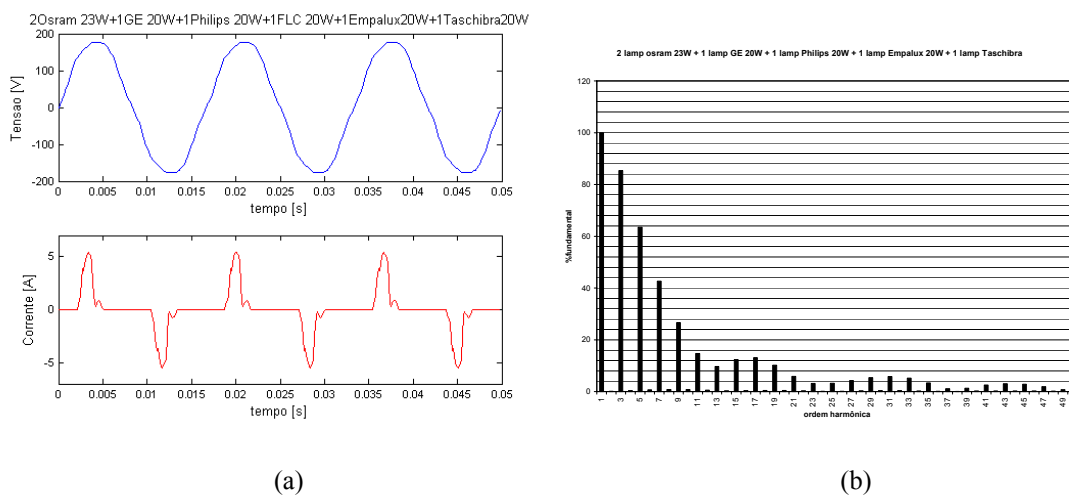 2Osram 23W+1GE 20W+1Philips 20W+1FLC 20W+1Empalux20W+1Taschibra20W
200
100
0
-100
-200
Tensao [V]
0 0.005 0.01 0.015 0.02 0.025 0.03 0.035 0.04 0.045 0.05
tempo [s]
5
0
-5
Corrente [A]
0 0.005 0.01 0.015 0.02 0.025 0.03 0.035 0.04 0.045 0.05
tempo [s]
(a)
2 lamp osram 23W + 1 lamp GE 20W + 1 lamp Philips 20W + 1 lamp Empalux 20W + 1 lamp Taschibra
120
100
80
60
40
20
0
%fundamental
1 3 5 7 9 11 13 15 17 19 21 23 25 27 29 31 33 35 37 39 41 43 45 47 49
ordem harmônica
(b)